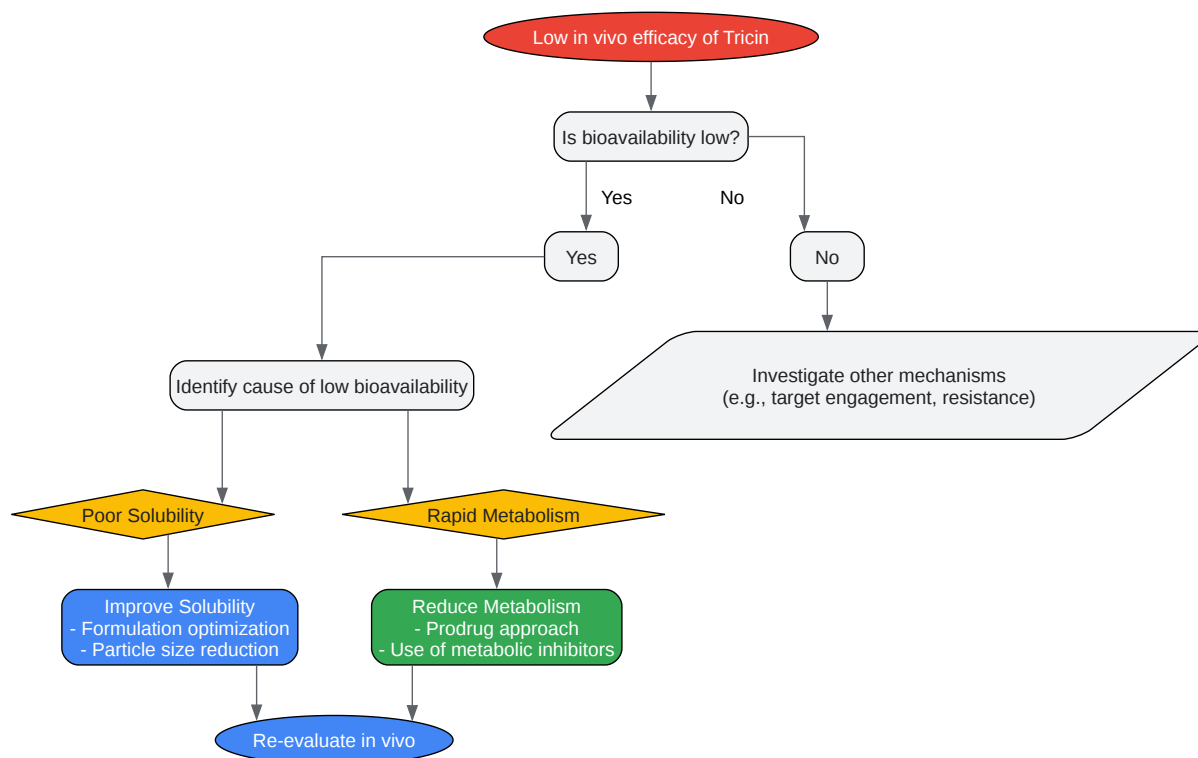 Low in vivo efficacy of Tricin
Is bioavailability low?
Yes
No
Yes
No
Identify cause of low bioavailability
Investigate other mechanisms
(e.g., target engagement, resistance)
Poor Solubility
Rapid Metabolism
Improve Solubility
- Formulation optimization
- Particle size reduction
Reduce Metabolism
- Prodrug approach
- Use of metabolic inhibitors
Re-evaluate in vivo